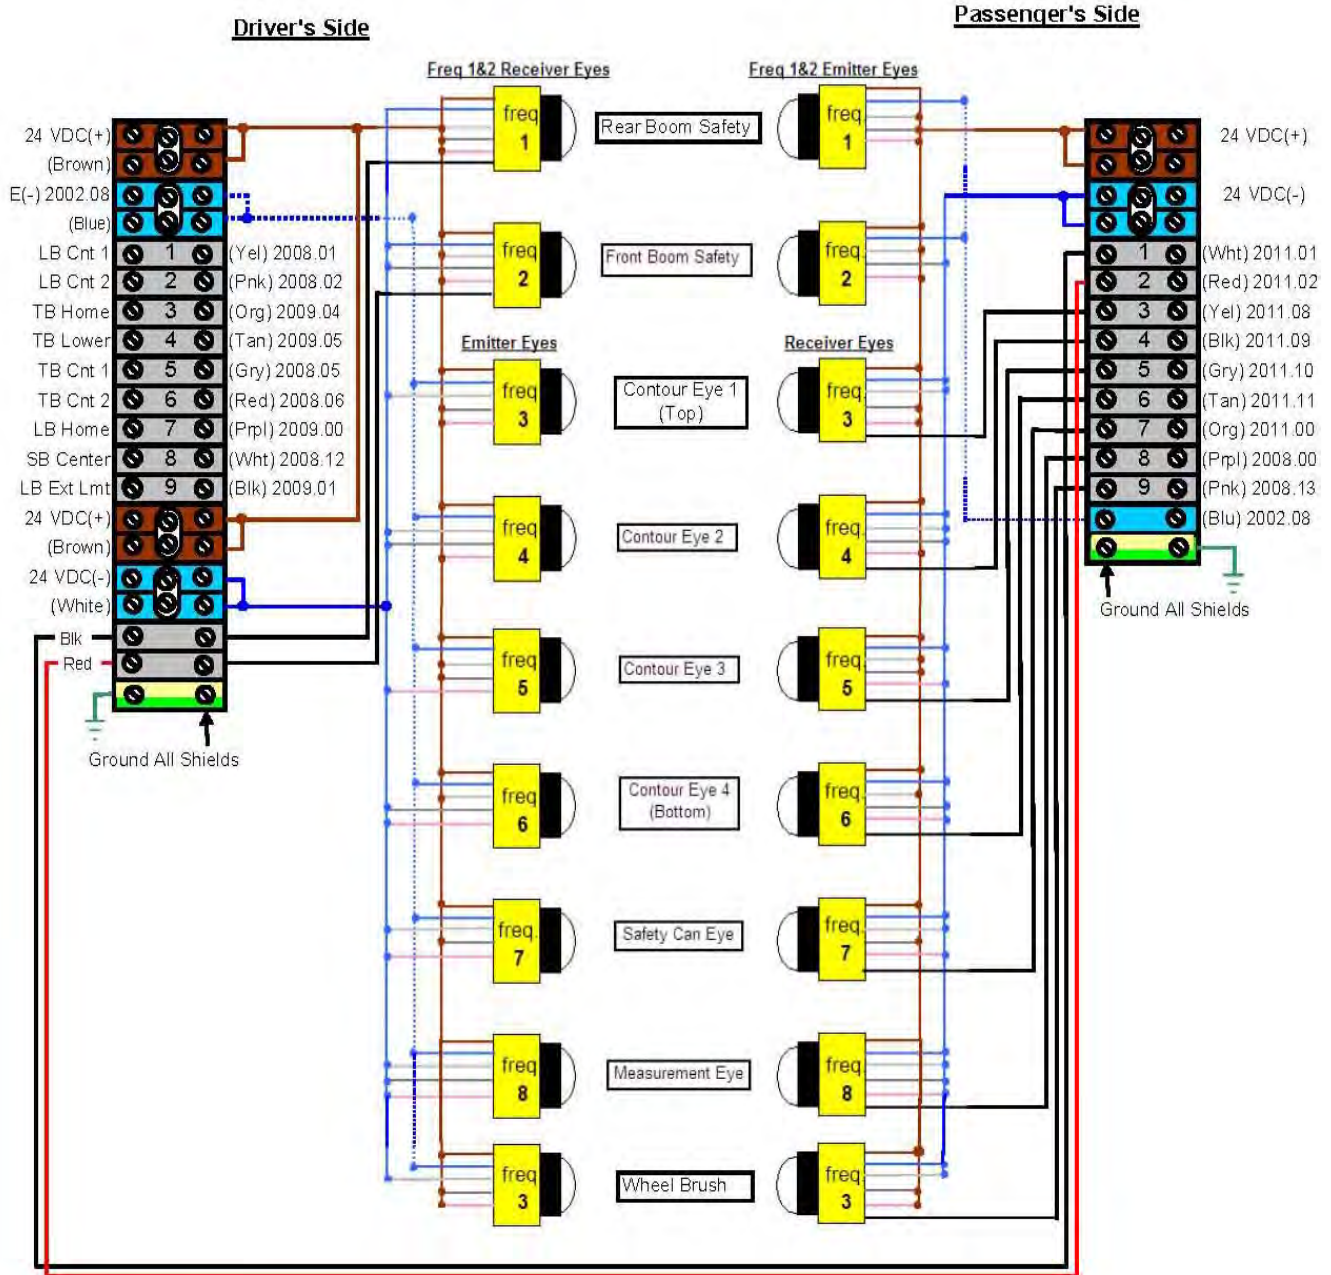 Driver's Side
Passenger's Side
Freq 1&2 Receiver Eyes
Freq 1&2 Emitter Eyes
24 VDC(+)
(Brown)
E(-) 2002.08
(Blue)
LB Cnt 1
1
(Yel) 2008.01
LB Cnt 2
2
(Pnk) 2008.02
TB Home
3
(Org) 2009.04
TB Lower
4
(Tan) 2009.05
TB Cnt 1
5
(Gry) 2008.05
TB Cnt 2
6
(Red) 2008.06
LB Home
7
(Prpl) 2009.00
SB Center
8
(Wht) 2008.12
LB Ext Lmt
9
(Blk) 2009.01
24 VDC(+)
(Brown)
24 VDC(-)
(White)
Blk
Red
Ground All Shields
freq
1
Rear Boom Safety
freq.
1
freq
2
Front Boom Safety
freq.
2
Emitter Eyes
Receiver Eyes
freq
3
Contour Eye 1
(Top)
freq.
3
freq
4
Contour Eye 2
freq.
4
freq
5
Contour Eye 3
freq.
5
freq
6
Contour Eye 4
(Bottom)
freq.
6
freq.
7
Safety Can Eye
freq.
7
freq
8
Measurement Eye
freq.
8
freq
3
Wheel Brush
freq.
3
24 VDC(+)
24 VDC(-)
1
(Wht) 2011.01
2
(Red) 2011.02
3
(Yel) 2011.08
4
(Blk) 2011.09
5
(Gry) 2011.10
6
(Tan) 2011.11
7
(Org) 2011.00
8
(Prpl) 2008.00
9
(Pnk) 2008.13
(Blu) 2002.08
Ground All Shields